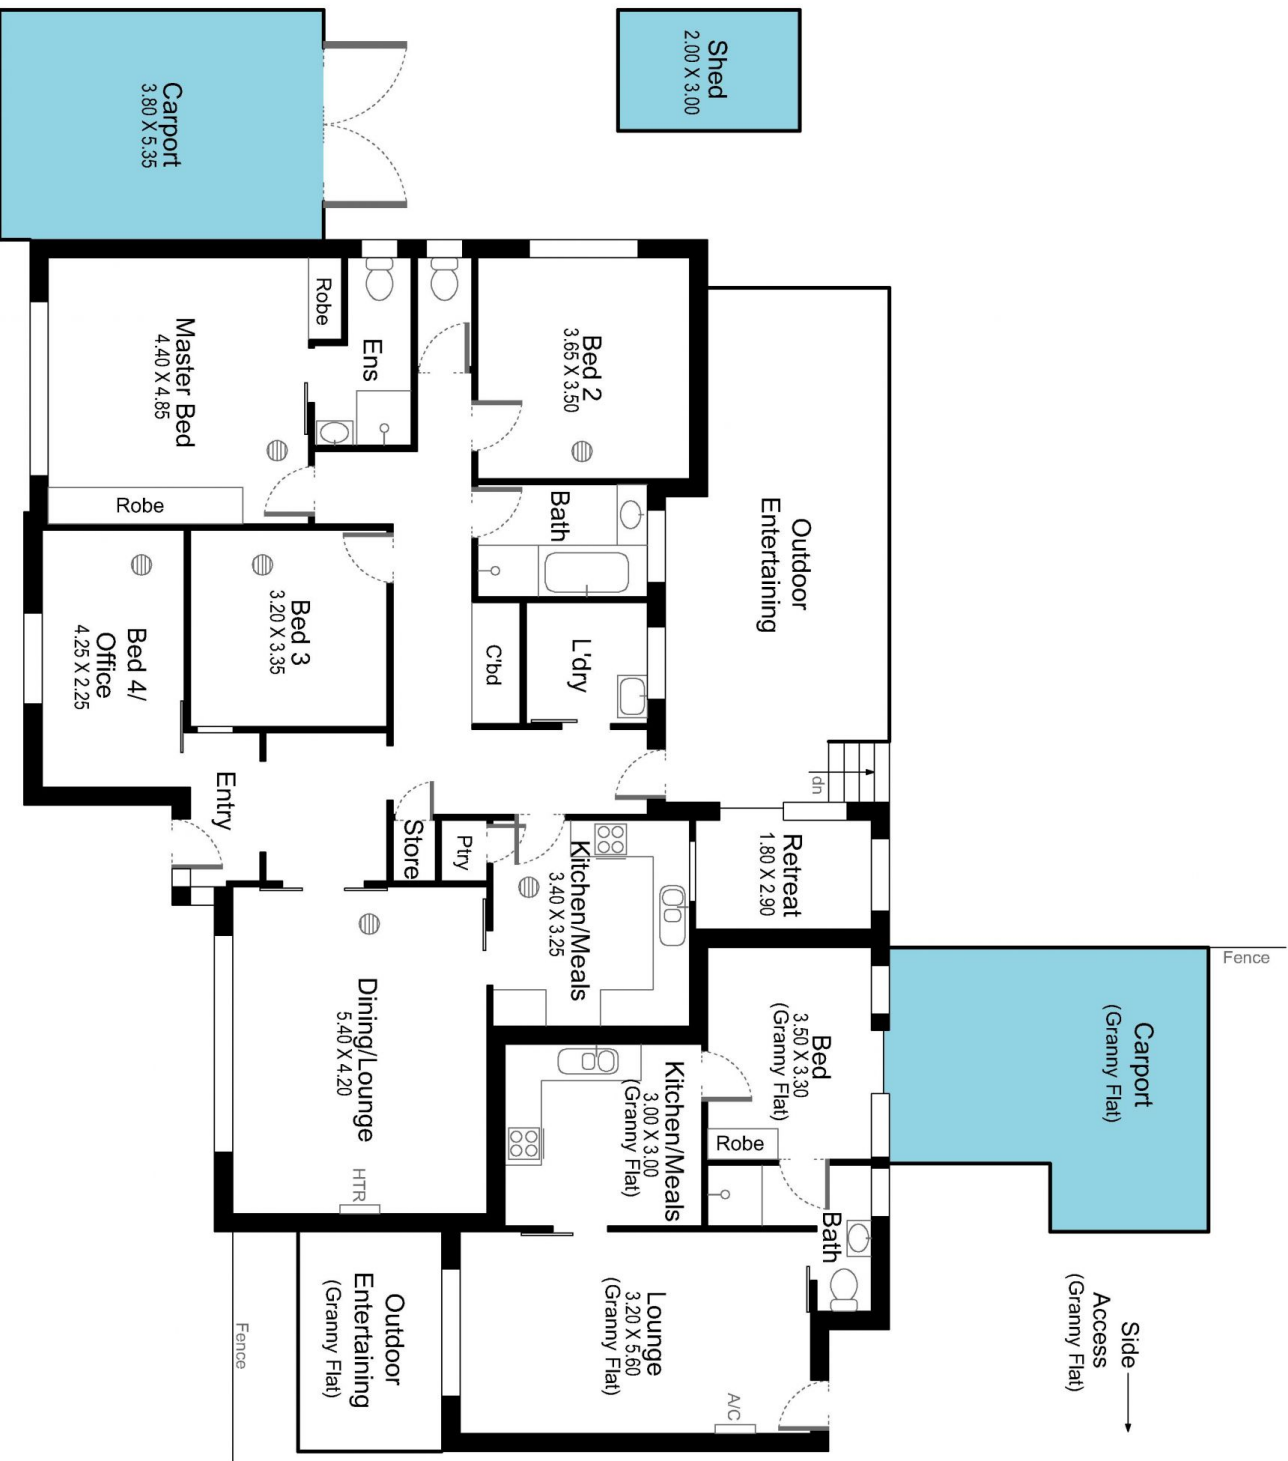 Carport
3.80 X 5.35
Shed
2.00 X 3.00
Robe
Ens
Master Bed
4.40 X 4.85
Robe
Bed 2
3.65 X 3.50
Bath
Outdoor
Entertaining
Bed 4/
Office
4.25 X 2.25
Bed 3
3.20 X 3.35
C'bd
L'dry
dn
Entry
Store
Ptry
Kitchen/Meals
3.40 X 3.25
Retreat
1.80 X 2.90
Dining/Lounge
5.40 X 4.20
HTR
Fence
Carport
(Granny Flat)
Bed
3.50 X 3.30
(Granny Flat)
Robe
Kitchen/Meals
3.00 X 3.00
(Granny Flat)
Bath
Lounge
3.20 X 5.60
(Granny Flat)
A/C
Outdoor
Entertaining
(Granny Flat)
Fence
Side
Access
(Granny Flat)